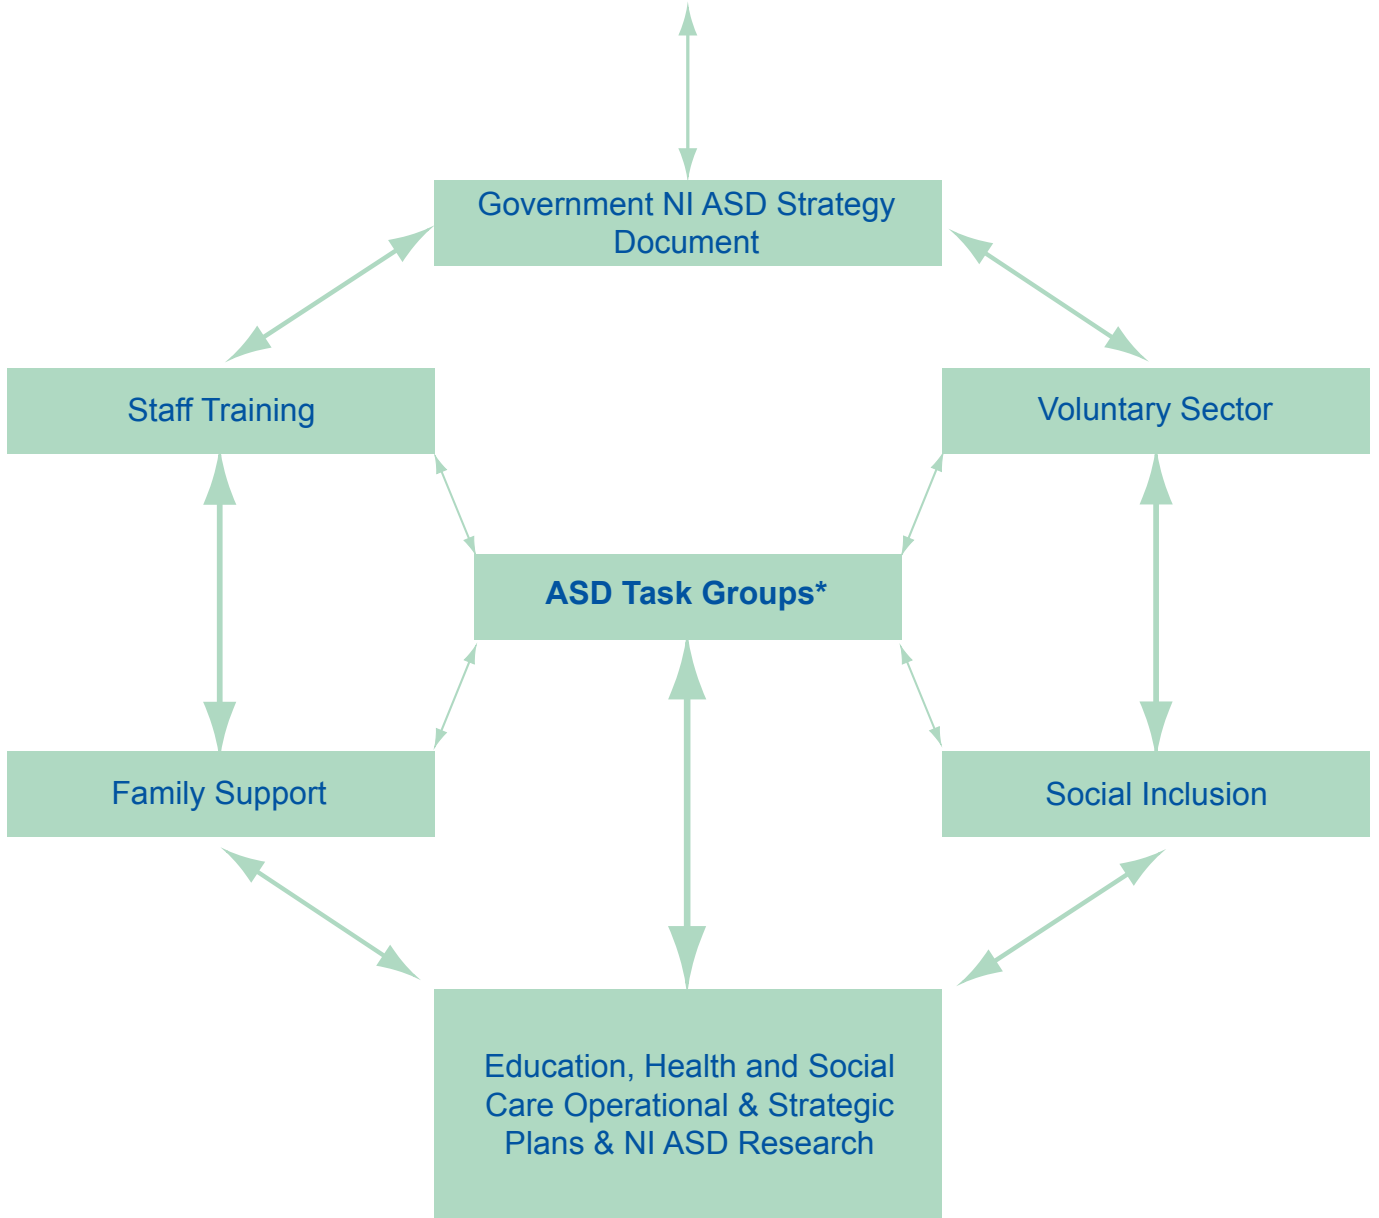 Government NI ASD Strategy
Document
Staff Training
Voluntary Sector
ASD Task Groups*
Family Support
Social Inclusion
Education, Health and Social
Care Operational & Strategic
Plans & NI ASD Research